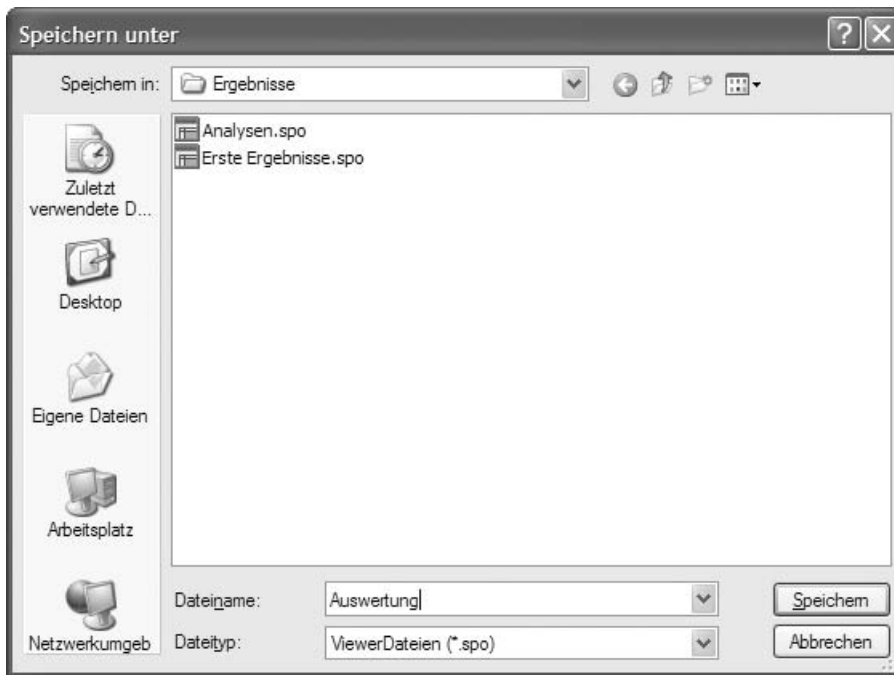 Speichern unter
Speichern in:
Ergebnisse
Analysen.spo
Erste Ergebnisse.spo
Zuletzt
verwendete D...
Desktop
Eigene Dateien
Arbeitsplatz
Netzwerkumgeb
Dateiname:
Auswertung
Speichern
Dateityp:
ViewerDateien (*.spo)
Abbrechen